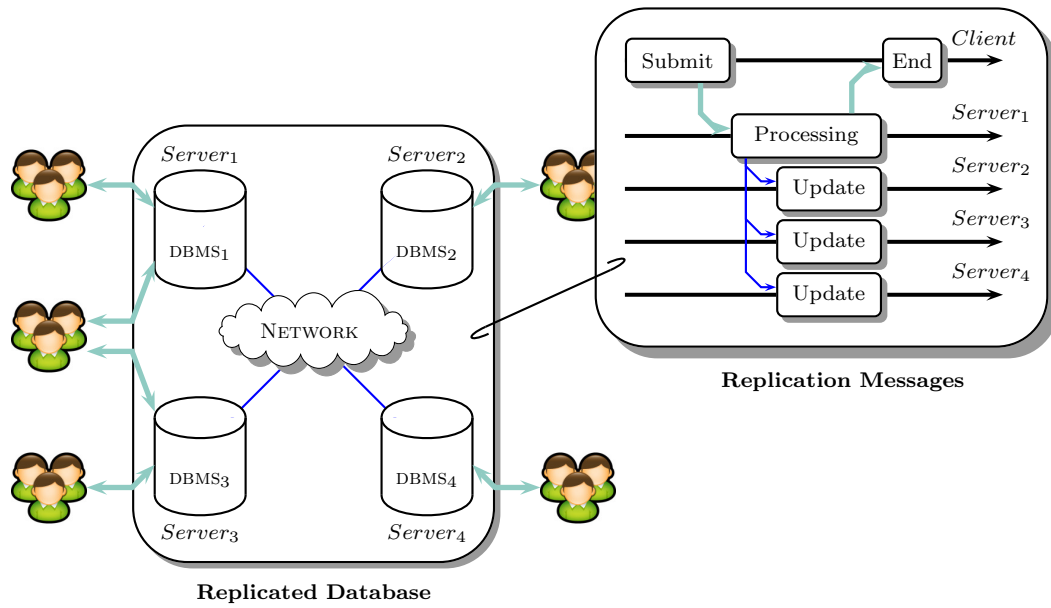 Client
Submit
End
Server₁
Processing
Server₂
Update
Server₃
Update
Server₄
Update
Replication Messages
Server₁
Server₂
DBMS₁
DBMS₂
NETWORK
DBMS₃
DBMS₄
Server₃
Server₄
Replicated Database